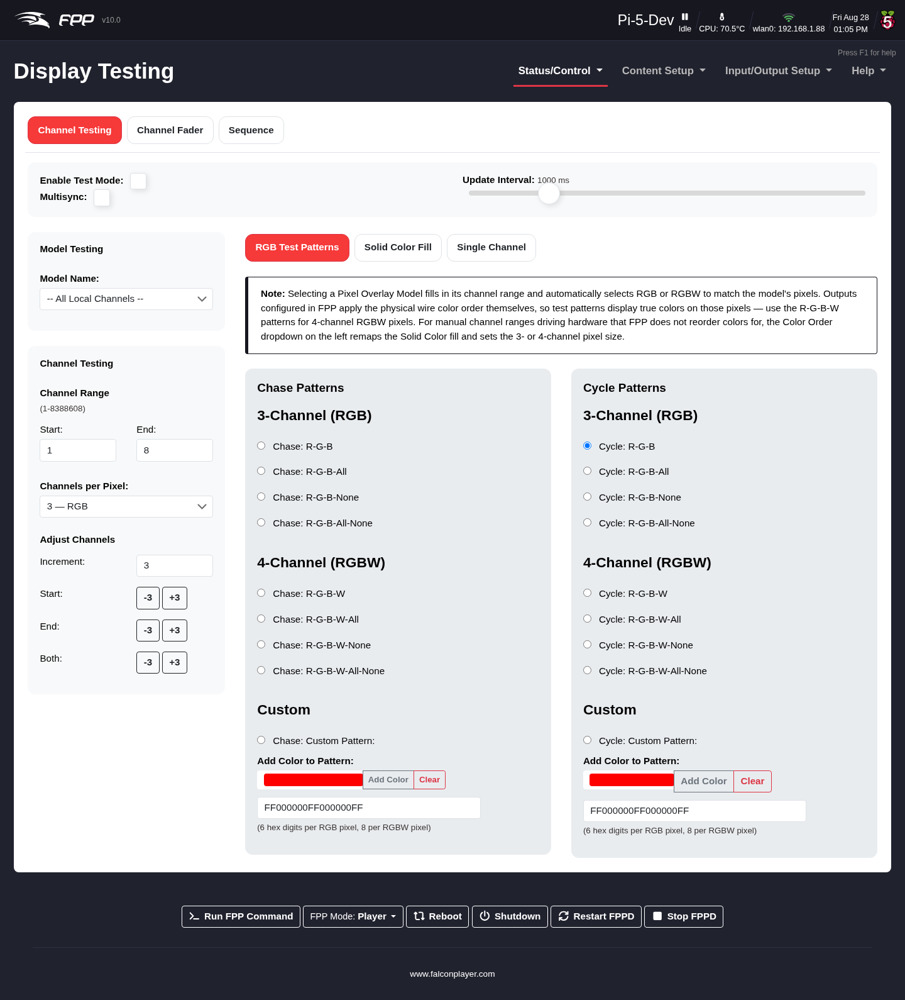 FPP v10.0
Pi-5-Dev
Idle
CPU: 70.5°C
wlan0: 192.168.1.88
Fri Aug 28
01:05 PM
5
Press F1 for help
Display Testing
Status/Control
Content Setup
Input/Output Setup
Help
Channel Testing
Channel Fader
Sequence
Enable Test Mode:
Multisync:
Update Interval: 1000 ms
Model Testing
Model Name:
-- All Local Channels --
Channel Testing
Channel Range
(1-8388608)
Start:
End:
1
8
Channels per Pixel:
3 — RGB
Adjust Channels
Increment:
3
Start:
-3
+3
End:
-3
+3
Both:
-3
+3
RGB Test Patterns
Solid Color Fill
Single Channel
Note: Selecting a Pixel Overlay Model fills in its channel range and automatically selects RGB or RGBW to match the model's pixels. Outputs
configured in FPP apply the physical wire color order themselves, so test patterns display true colors on those pixels — use the R-G-B-W
patterns for 4-channel RGBW pixels. For manual channel ranges driving hardware that FPP does not reorder colors for, the Color Order
dropdown on the left remaps the Solid Color fill and sets the 3- or 4-channel pixel size.
Chase Patterns
3-Channel (RGB)
Chase: R-G-B
Chase: R-G-B-All
Chase: R-G-B-None
Chase: R-G-B-All-None
4-Channel (RGBW)
Chase: R-G-B-W
Chase: R-G-B-W-All
Chase: R-G-B-W-None
Chase: R-G-B-W-All-None
Custom
Chase: Custom Pattern:
Add Color to Pattern:
Add Color
Clear
FF000000FF000000FF
(6 hex digits per RGB pixel, 8 per RGBW pixel)
Cycle Patterns
3-Channel (RGB)
Cycle: R-G-B
Cycle: R-G-B-All
Cycle: R-G-B-None
Cycle: R-G-B-All-None
4-Channel (RGBW)
Cycle: R-G-B-W
Cycle: R-G-B-W-All
Cycle: R-G-B-W-None
Cycle: R-G-B-W-All-None
Custom
Cycle: Custom Pattern:
Add Color to Pattern:
Add Color
Clear
FF000000FF000000FF
(6 hex digits per RGB pixel, 8 per RGBW pixel)
Run FPP Command
FPP Mode: Player
Reboot
Shutdown
Restart FPPD
Stop FPPD
www.falconplayer.com